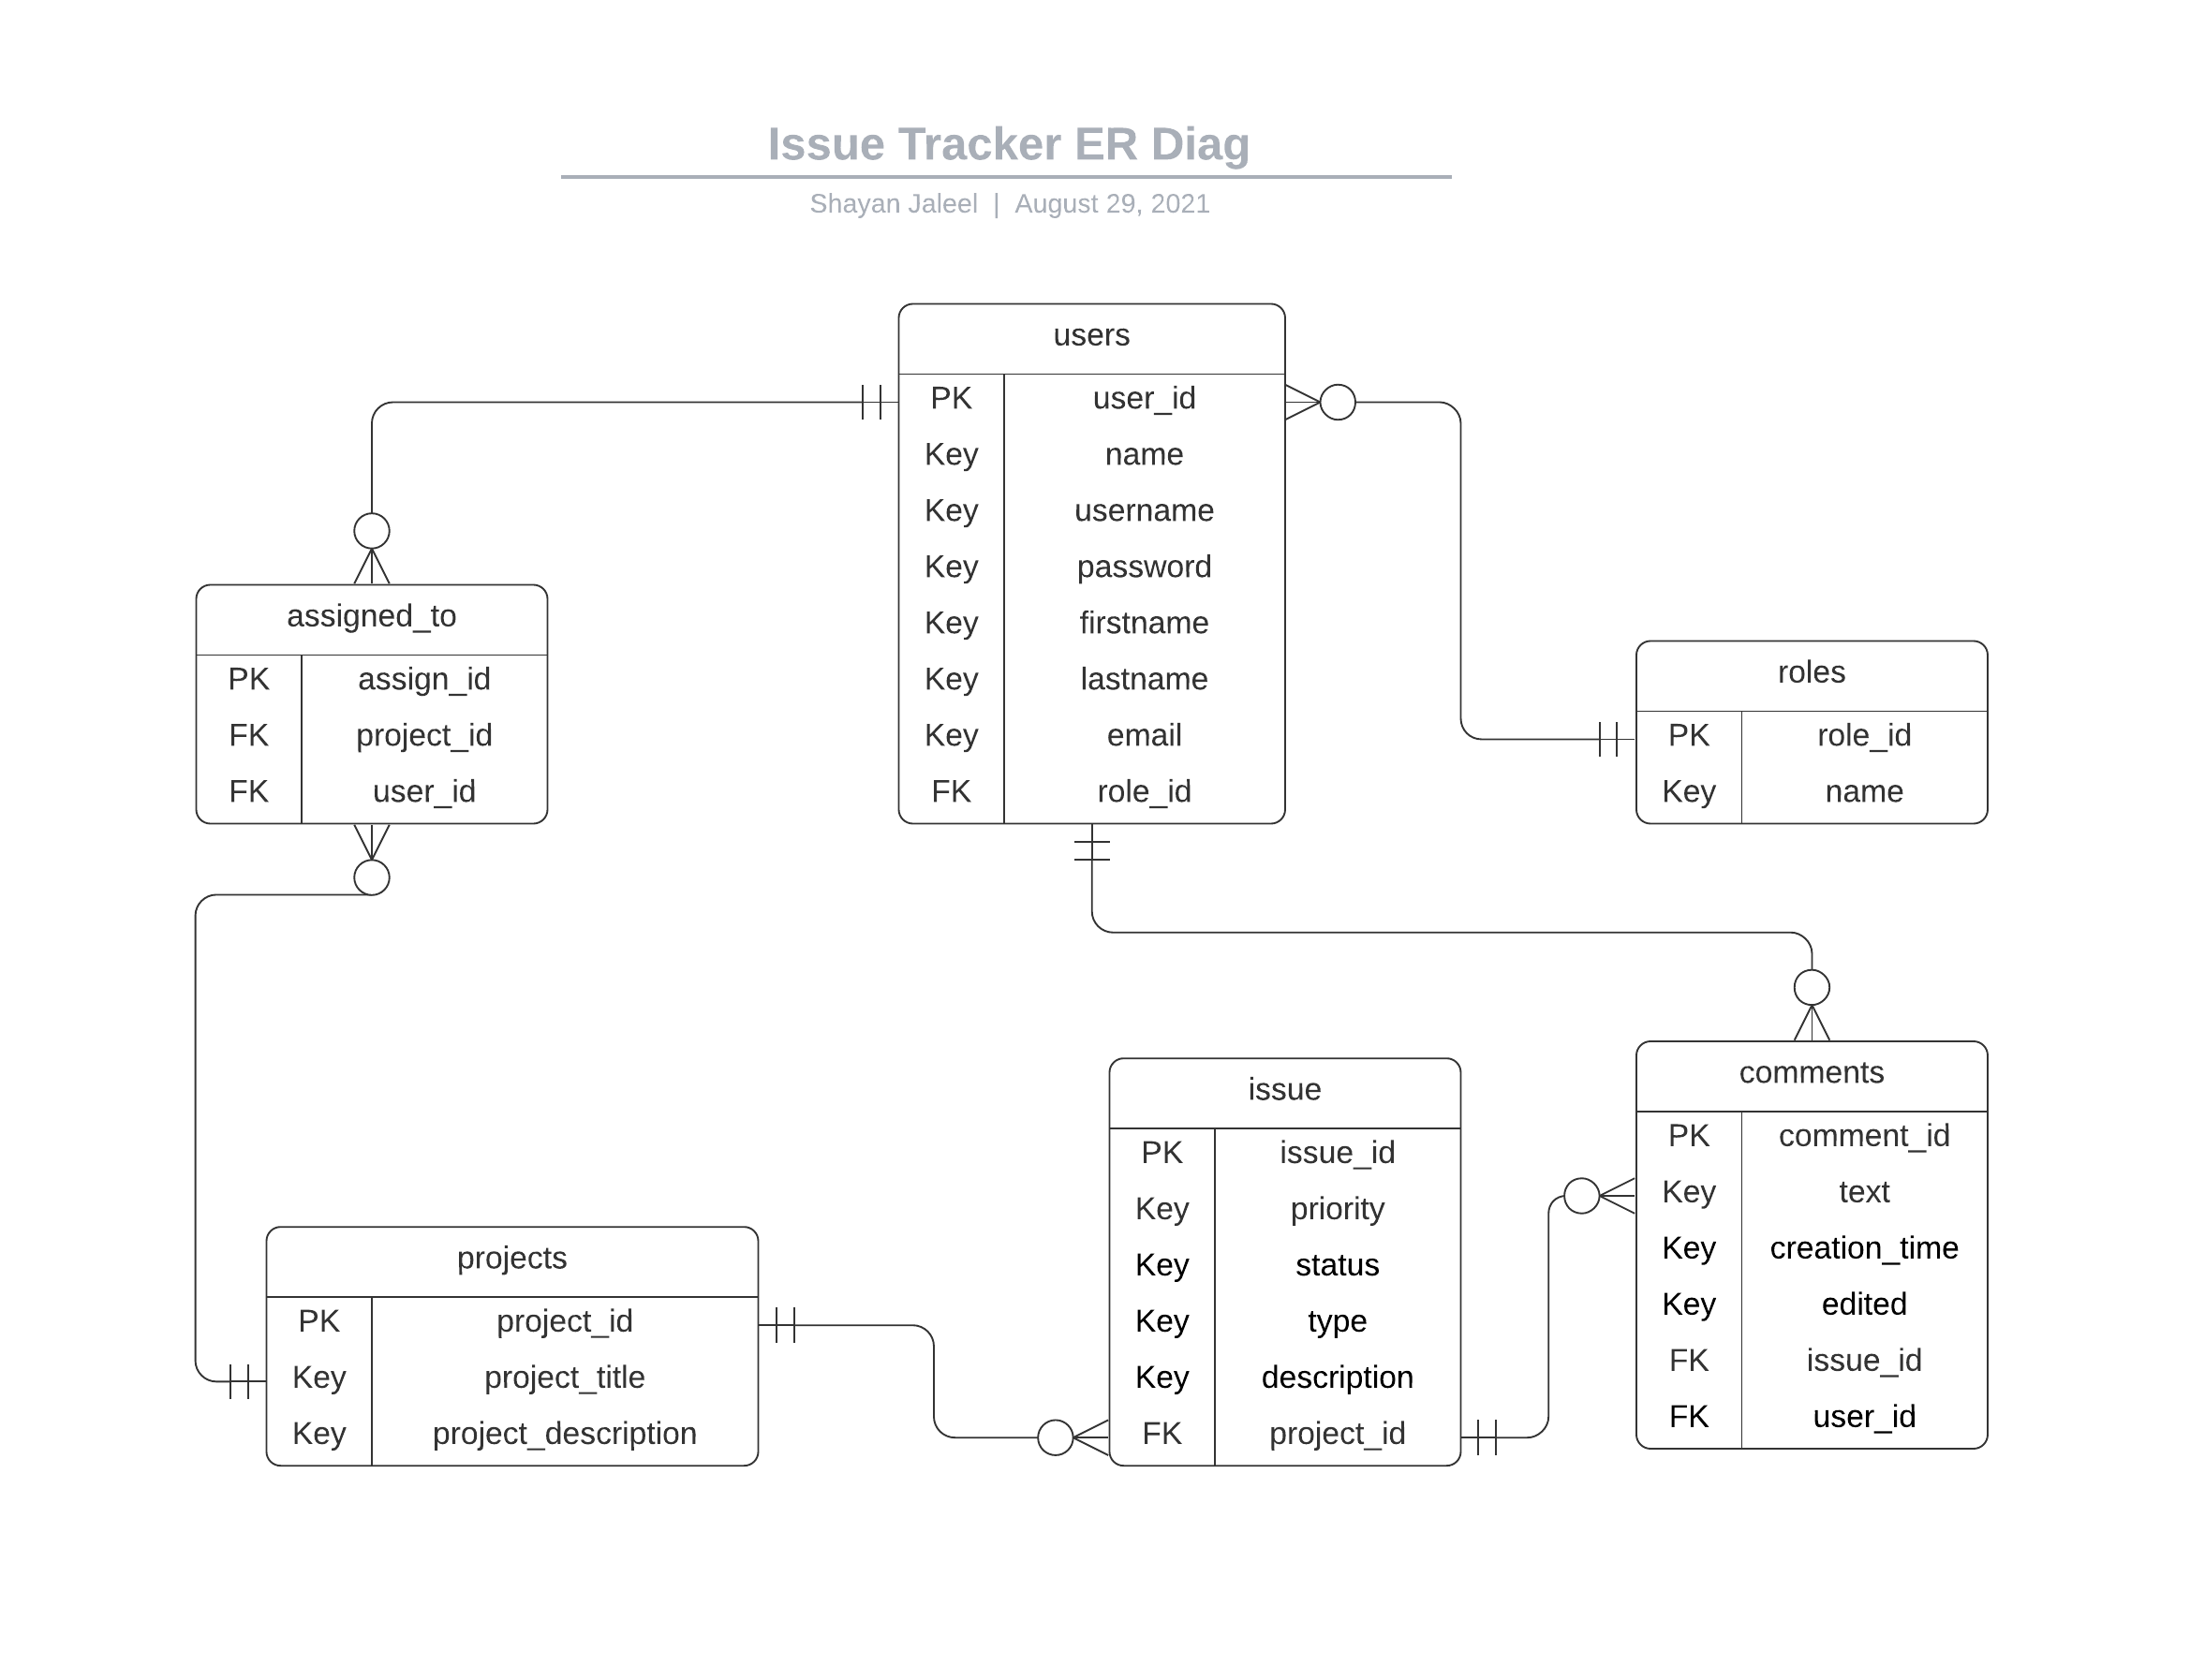 Issue Tracker ER Diag
Shayan Jaleel | August 29, 2021
users
PK user_id
Key name
Key username
Key password
Key firstname
Key lastname
Key email
FK role_id
assigned_to
PK assign_id
FK project_id
FK user_id
roles
PK role_id
Key name
projects
PK project_id
Key project_title
Key project_description
issue
PK issue_id
Key priority
Key status
Key type
Key description
FK project_id
comments
PK comment_id
Key text
Key creation_time
Key edited
FK issue_id
FK user_id